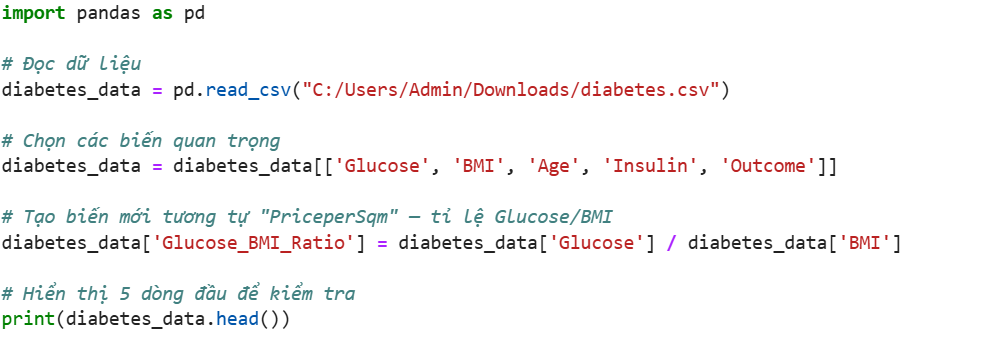 import pandas as pd
# Đọc dữ liệu
diabetes_data = pd.read_csv("C:/Users/Admin/Downloads/diabetes.csv")
# Chọn các biến quan trọng
diabetes_data = diabetes_data[['Glucose', 'BMI', 'Age', 'Insulin', 'Outcome']]
# Tạo biến mới tương tự "PriceperSqm" – tỉ lệ Glucose/BMI
diabetes_data['Glucose_BMI_Ratio'] = diabetes_data['Glucose'] / diabetes_data['BMI']
# Hiển thị 5 dòng đầu để kiểm tra
print(diabetes_data.head())